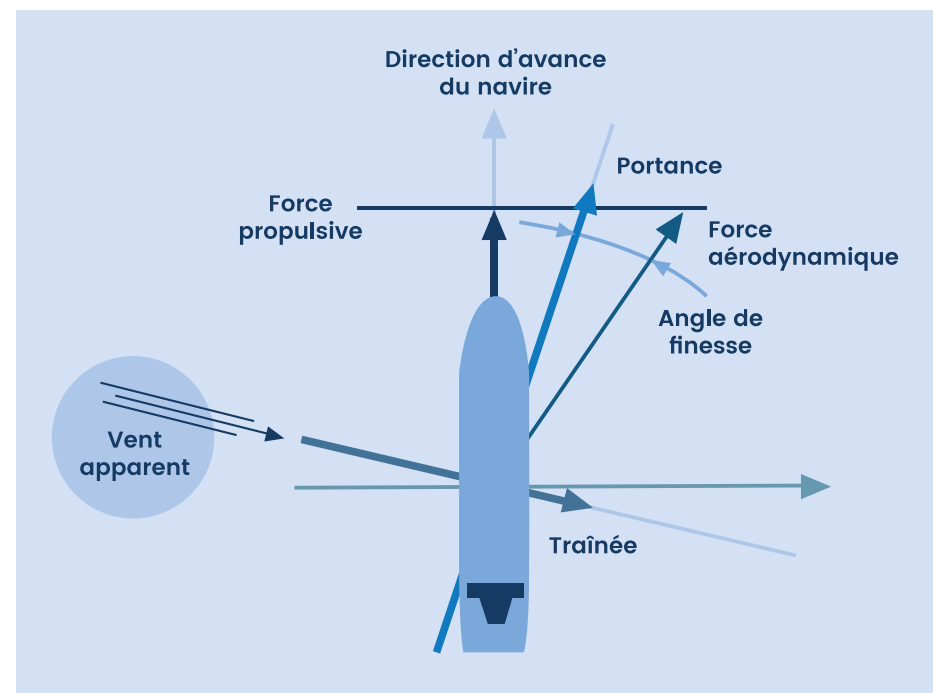 Direction d'avance
du navire
Portance
Force
propulsive
Force
aérodynamique
Angle de
finesse
Vent
apparent
Traînée